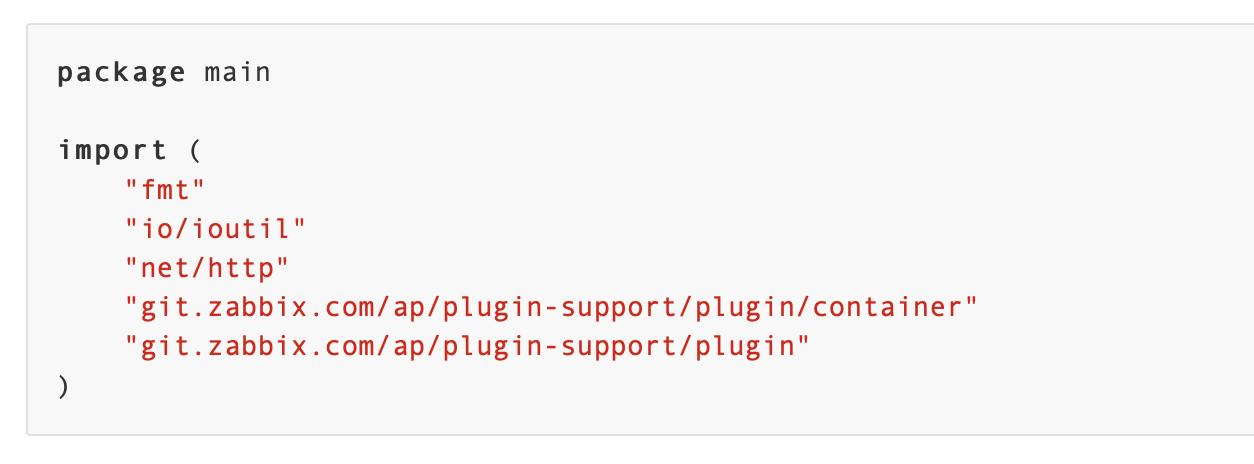 package main
import (
"fmt"
"io/ioutil"
"net/http"
"git.zabbix.com/ap/plugin-support/plugin/container"
"git.zabbix.com/ap/plugin-support/plugin"
)